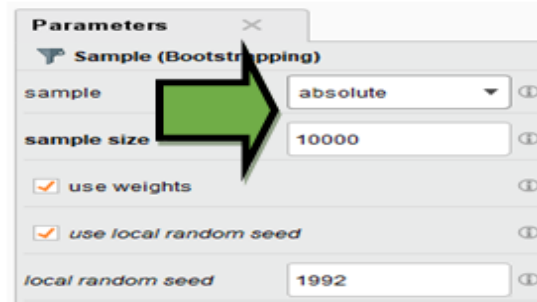 Parameters
Sample (Bootstrapping)
sample absolute
sample size 10000
use weights
use local random seed
local random seed 1992